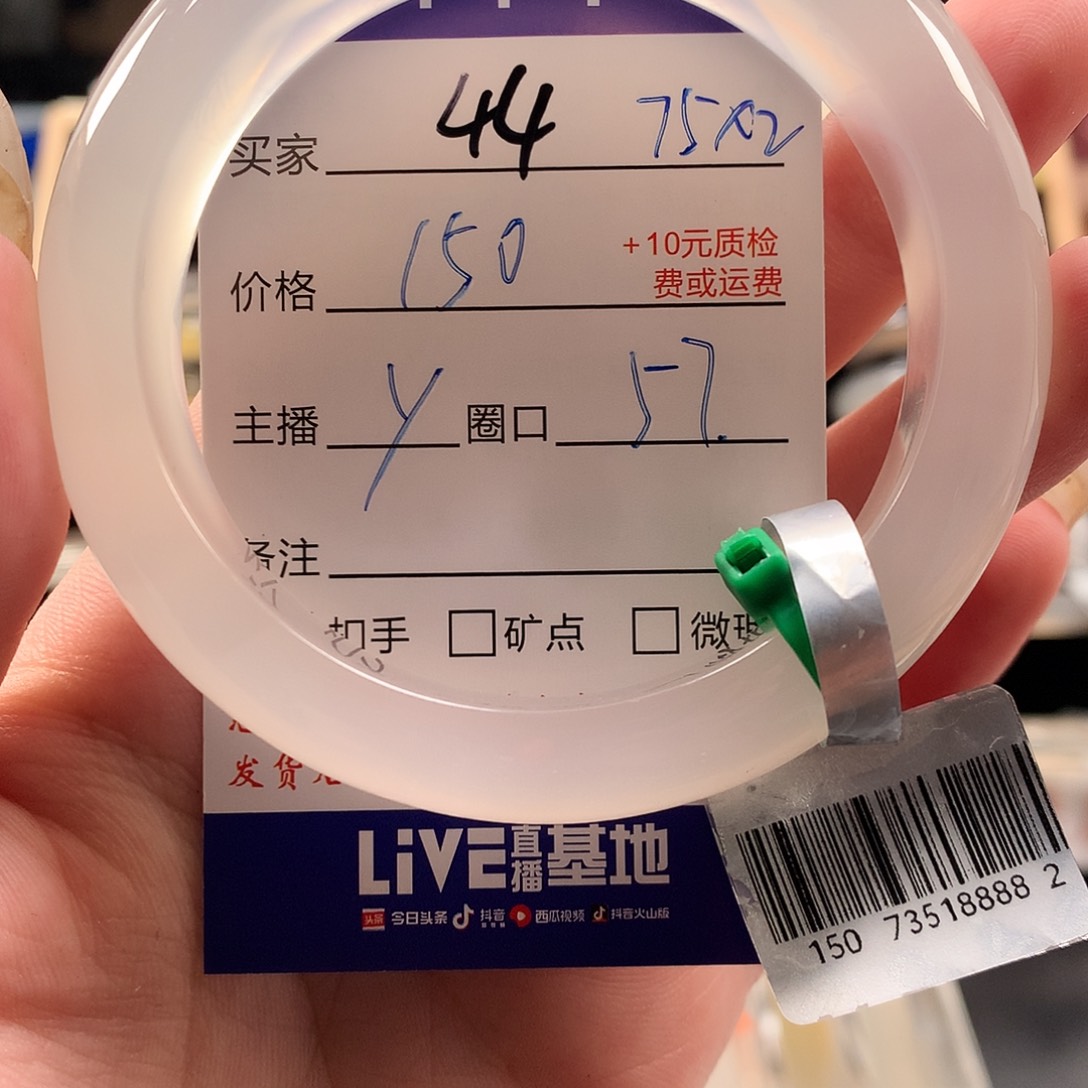 买家 44 75x2
价格 150 +10元质检
费或运费
主播 y 圈口 57.
备注
扣手 □矿点 □微瑕
发货
LiVE直播基地
今日头条 抖音 西瓜视频 抖音火山版
150 73518888 2